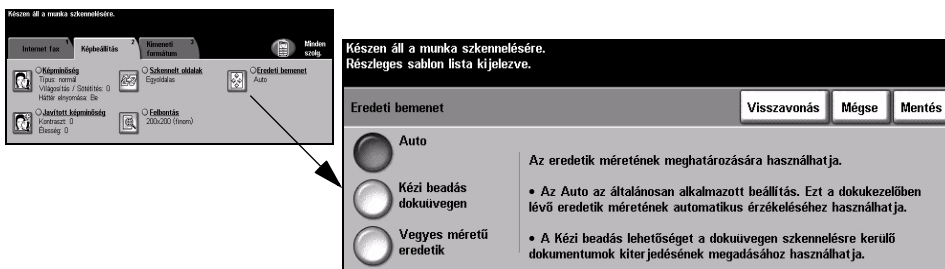 Készen áll a munka szkennelésére.
Internet fax 1
Képbeállítás 2
Kimeneti formátum 3
Minden szolg.
Képminőség
Típus: normál
Világosítás / Sötétítés: 0
Háttér elnyomása: Be
Szkennelt oldalak
Egyoldalas
Eredeti bemenet
Auto
Javított képminőség
Kontraszt: 0
Élesség: 0
Felbontás
200x200 (finom)
Készen áll a munka szkennelésére.
Részleges sablon lista kijelezve.
Eredeti bemenet
Visszavonás
Mégse
Mentés
Auto
Kézi beadás
dokuüvegen
Vegyes méretű
eredetik
Az eredetik méretének meghatározására használhatja.
• Az Auto az általánosan alkalmazott beállítás. Ezt a dokukezelőben
lévő eredetik méretének automatikus érzékeléséhez használhatja.
• A Kézi beadás lehetőséget a dokuüvegen szkennelésre kerülő
dokumentumok kiterjedésének megadásához használhatja.